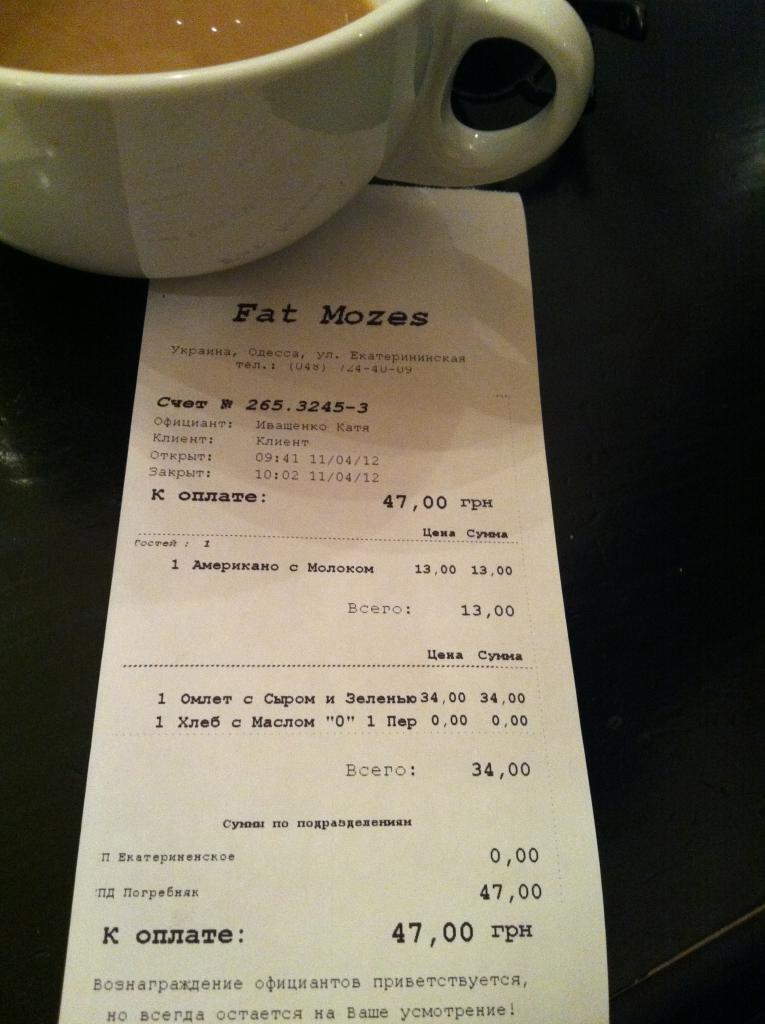 Fat Mozes
Украина, Одесса, ул. Екатерининская
тел.: (048) 724-40-09
Счет № 265.3245-3
Официант: Иващенко Катя
Клиент: Клиент
Открыт: 09:41 11/04/12
Закрыт: 10:02 11/04/12
К оплате: 47,00 грн
Цена Сумма
Гостей : 1
1 Американо с Молоком 13,00 13,00
Всего: 13,00
Цена Сумма
1 Омлет с Сыром и Зеленью 34,00 34,00
1 Хлеб с Маслом "0" 1 Пер 0,00 0,00
Всего: 34,00
Суммы по подразделениям
П Екатериненское 0,00
ПД Погребняк 47,00
К оплате: 47,00 грн
Вознаграждение официантов приветствуется,
но всегда остается на Ваше усмотрение!